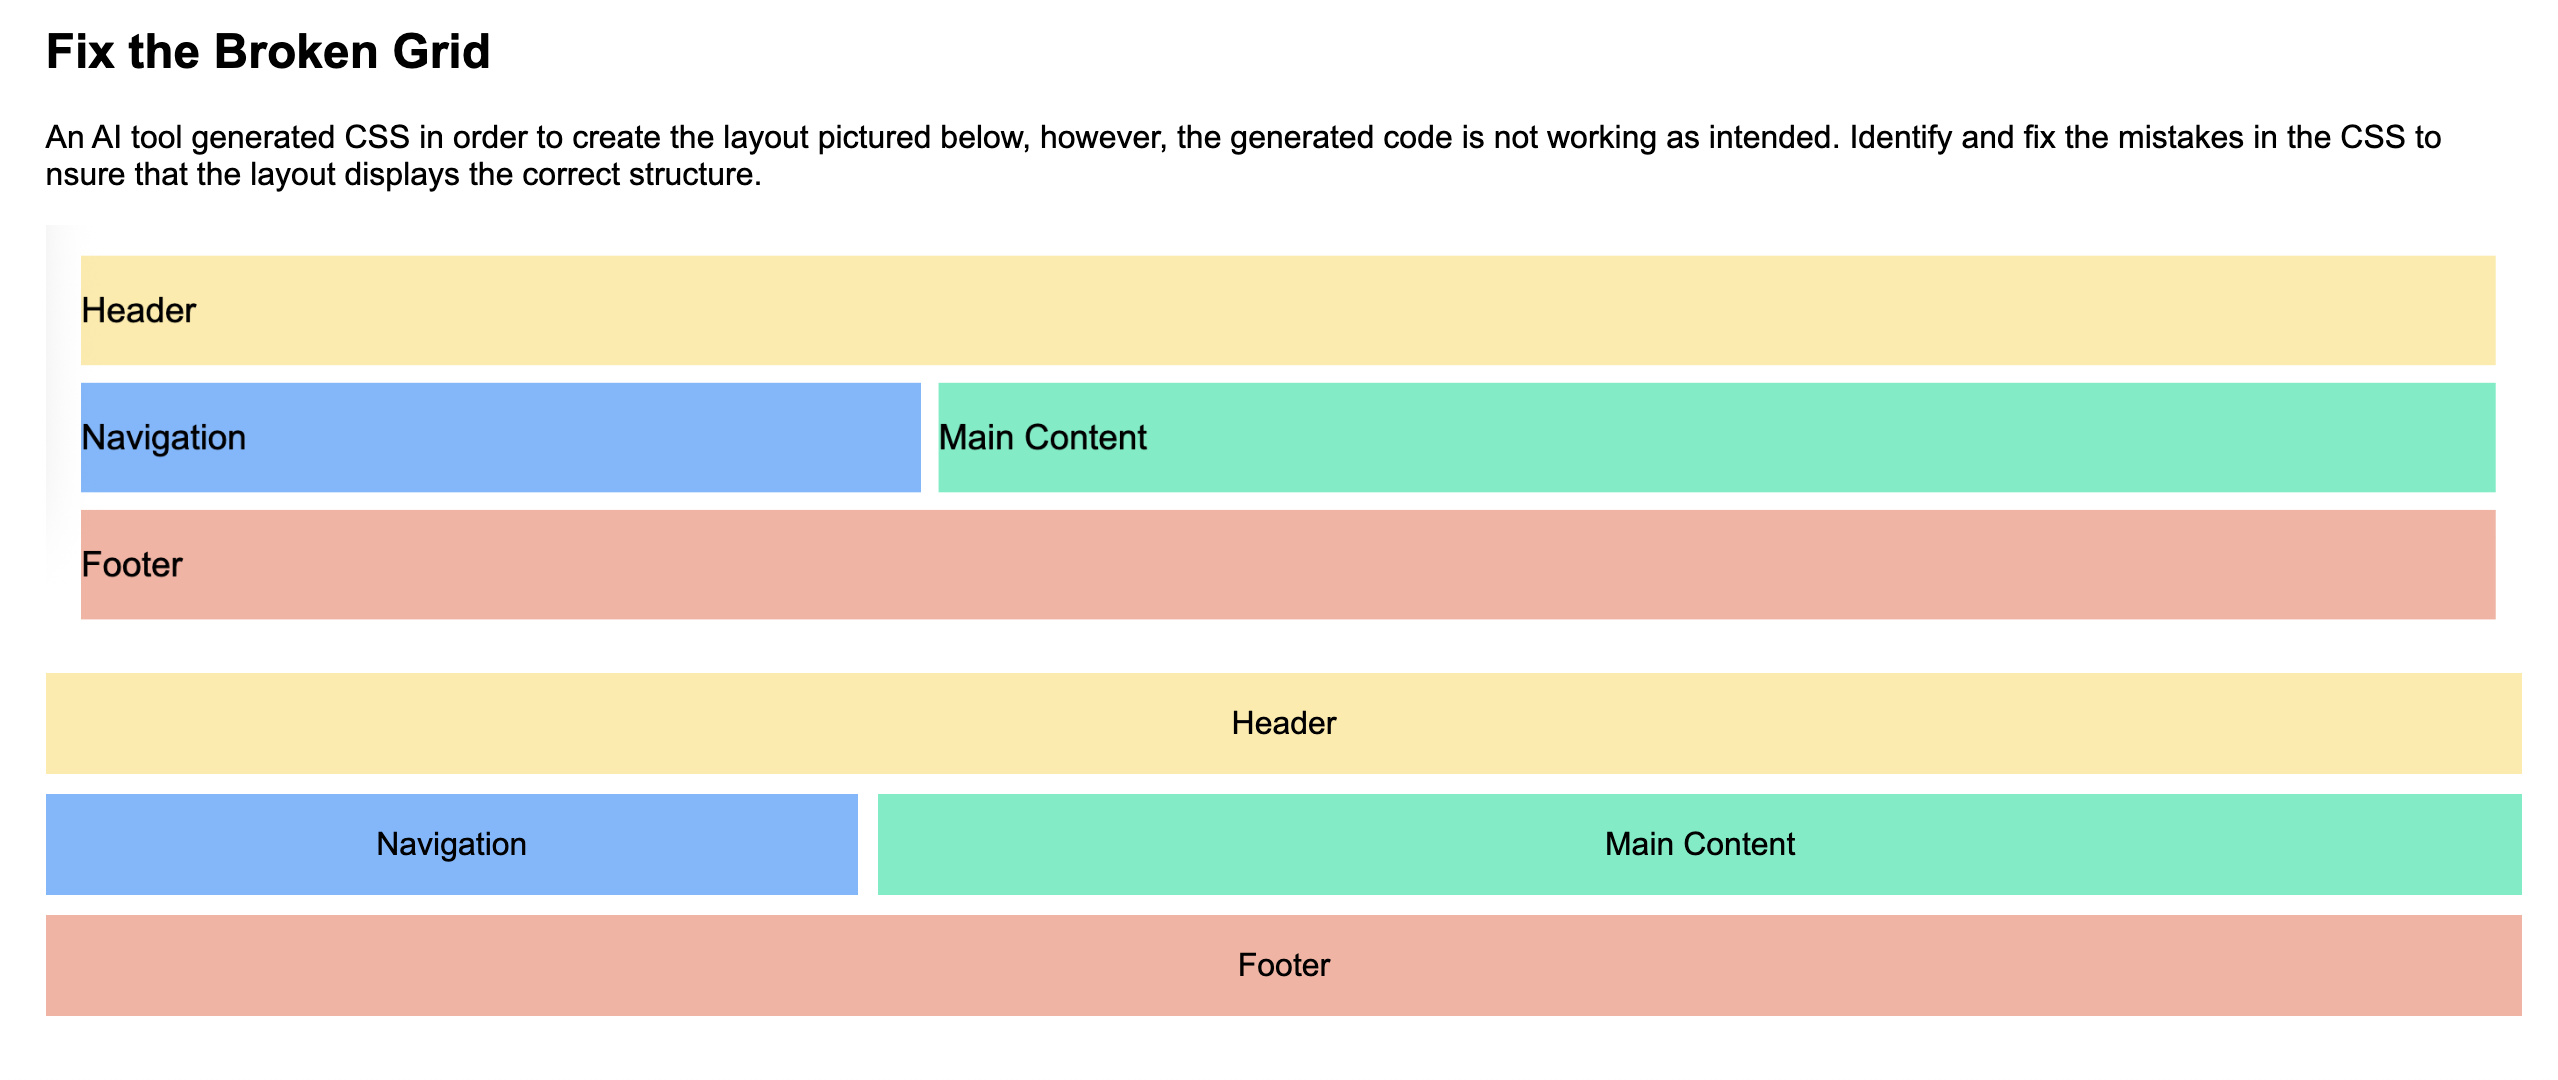 Fix the Broken Grid
An AI tool generated CSS in order to create the layout pictured below, however, the generated code is not working as intended. Identify and fix the mistakes in the CSS to
nsure that the layout displays the correct structure.
Header
Navigation Main Content
Footer
Header
Navigation Main Content
Footer